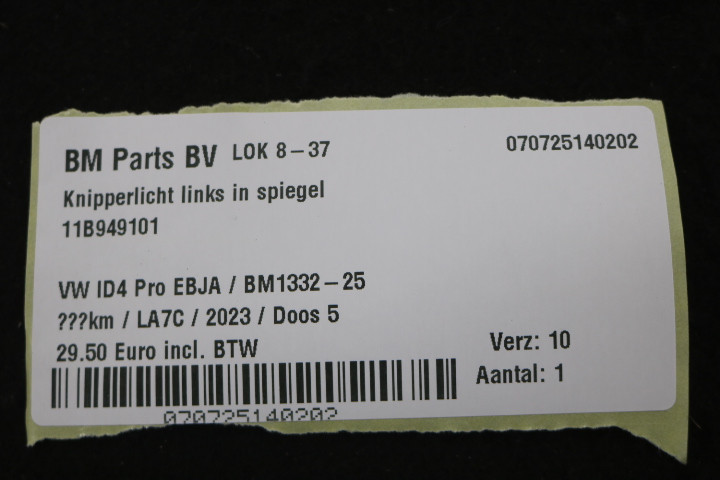 BM Parts BV LOK 8-37 070725140202
Knipperlicht links in spiegel
11B949101
VW ID4 Pro EBJA / BM1332-25
???km / LA7C / 2023 / Doos 5
29.50 Euro incl. BTW Verz: 10
Aantal: 1
070725140202